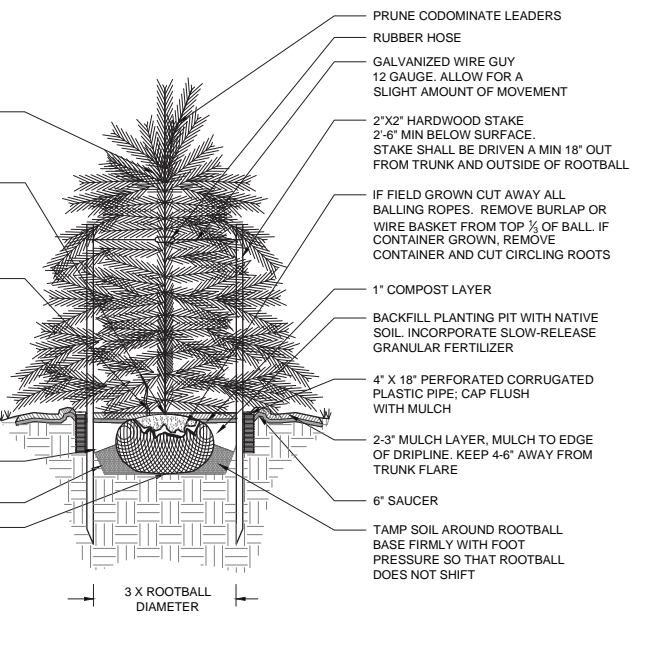 PRUNE CODOMINATE LEADERS
RUBBER HOSE
GALVANIZED WIRE GUY
12 GAUGE. ALLOW FOR A
SLIGHT AMOUNT OF MOVEMENT
2"X2" HARDWOOD STAKE
2'-6" MIN BELOW SURFACE.
STAKE SHALL BE DRIVEN A MIN 18" OUT
FROM TRUNK AND OUTSIDE OF ROOTBALL
IF FIELD GROWN CUT AWAY ALL
BALLING ROPES. REMOVE BURLAP OR
WIRE BASKET FROM TOP ⅓ OF BALL. IF
CONTAINER GROWN, REMOVE
CONTAINER AND CUT CIRCLING ROOTS
1" COMPOST LAYER
BACKFILL PLANTING PIT WITH NATIVE
SOIL. INCORPORATE SLOW-RELEASE
GRANULAR FERTILIZER
4" X 18" PERFORATED CORRUGATED
PLASTIC PIPE; CAP FLUSH
WITH MULCH
2-3" MULCH LAYER, MULCH TO EDGE
OF DRIPLINE. KEEP 4-6" AWAY FROM
TRUNK FLARE
6" SAUCER
TAMP SOIL AROUND ROOTBALL
BASE FIRMLY WITH FOOT
PRESSURE SO THAT ROOTBALL
DOES NOT SHIFT
3 X ROOTBALL
DIAMETER